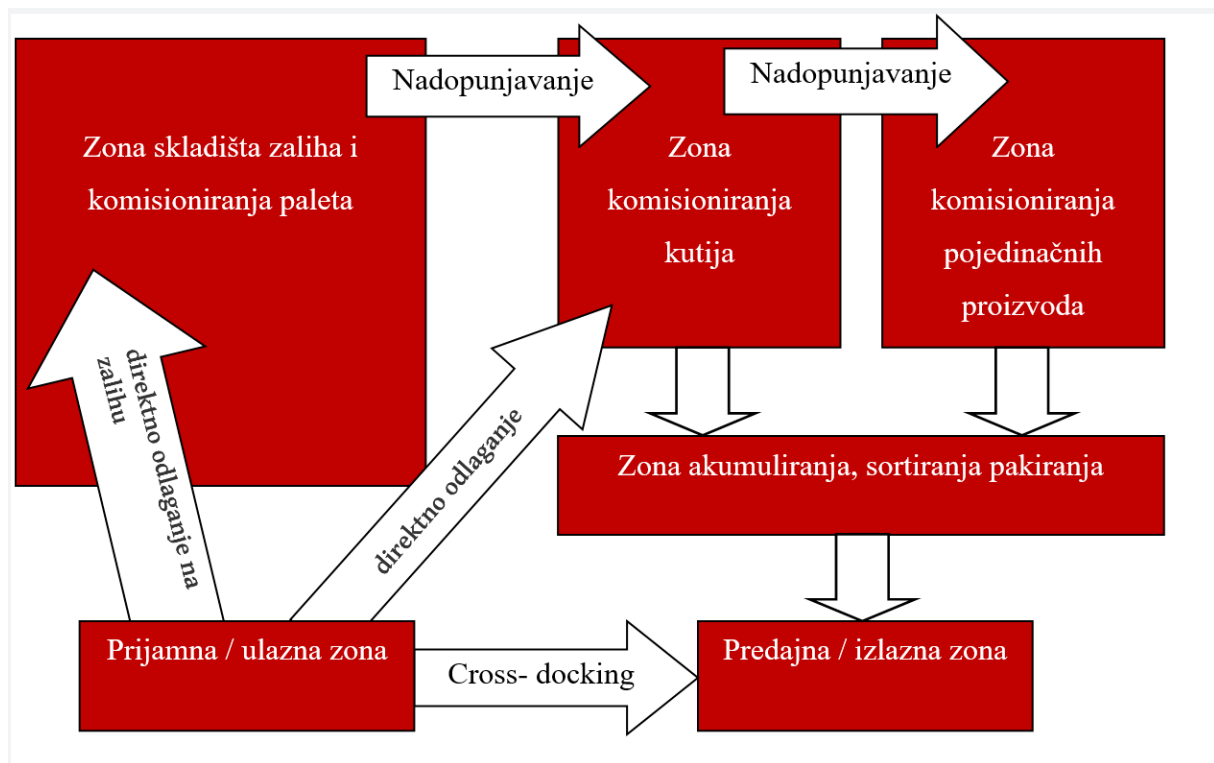 Nadopunjavanje
Nadopunjavanje
Zona skladišta zaliha i
komisioniranja paleta
Zona
komisioniranja
kutija
Zona
komisioniranja
pojedinačnih
proizvoda
direktno odlaganje na
zalihu
direktno odlaganje
Zona akumuliranja, sortiranja pakiranja
Prijamna / ulazna zona
Cross- docking
Predajna / izlazna zona